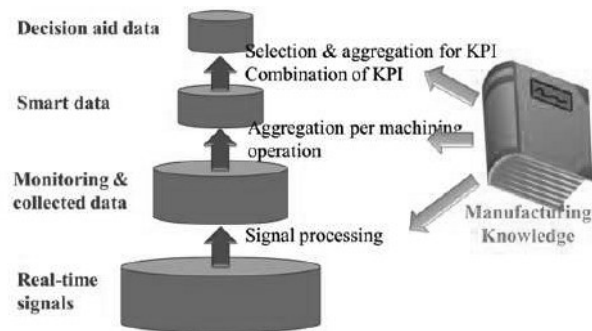 Decision aid data
Selection & aggregation for KPI
Combination of KPI
Smart data
Aggregation per machining
operation
Monitoring &
collected data
Signal processing
Manufacturing
Knowledge
Real-time
signals